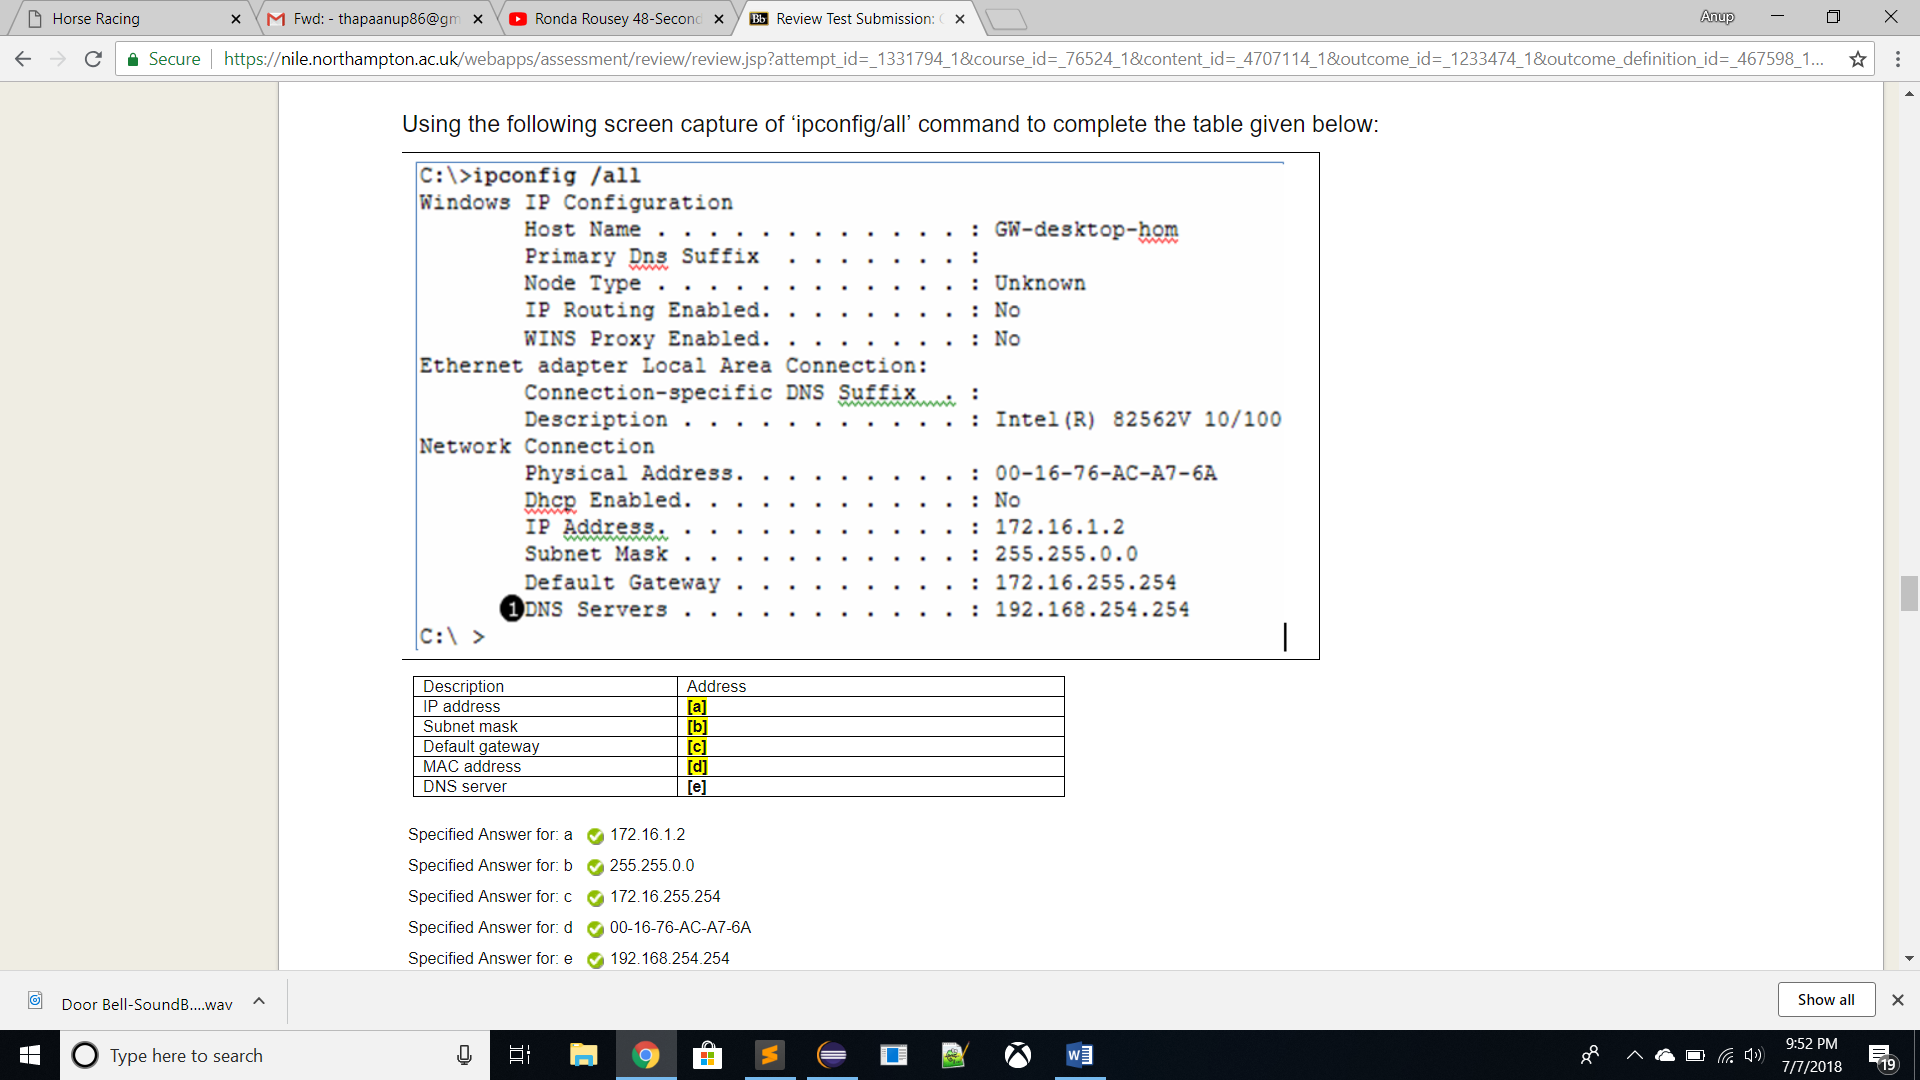 Horse Racing
Fwd: - thapaanup86@gm
Ronda Rousey 48-Second
Bb Review Test Submission:
Anup
Secure https://nile.northampton.ac.uk/webapps/assessment/review/review.jsp?attempt_id=_1331794_1&course_id=_76524_1&content_id=_4707114_1&outcome_id=_1233474_1&outcome_definition_id=_467598_1...
Using the following screen capture of ‘ipconfig/all’ command to complete the table given below:
C:\>ipconfig /all
Windows IP Configuration
Host Name . . . . . . . . . . . . : GW-desktop-hom
Primary Dns Suffix . . . . . . . :
Node Type . . . . . . . . . . . . : Unknown
IP Routing Enabled. . . . . . . . : No
WINS Proxy Enabled. . . . . . . . : No
Ethernet adapter Local Area Connection:
Connection-specific DNS Suffix . :
Description . . . . . . . . . . . : Intel(R) 82562V 10/100
Network Connection
Physical Address. . . . . . . . . : 00-16-76-AC-A7-6A
Dhcp Enabled. . . . . . . . . . . : No
IP Address. . . . . . . . . . . . : 172.16.1.2
Subnet Mask . . . . . . . . . . . : 255.255.0.0
Default Gateway . . . . . . . . . : 172.16.255.254
1 DNS Servers . . . . . . . . . . . : 192.168.254.254
C:\ >
Description Address
IP address [a]
Subnet mask [b]
Default gateway [c]
MAC address [d]
DNS server [e]
Specified Answer for: a 172.16.1.2
Specified Answer for: b 255.255.0.0
Specified Answer for: c 172.16.255.254
Specified Answer for: d 00-16-76-AC-A7-6A
Specified Answer for: e 192.168.254.254
Door Bell-SoundB....wav
Show all
Type here to search
9:52 PM
7/7/2018
19